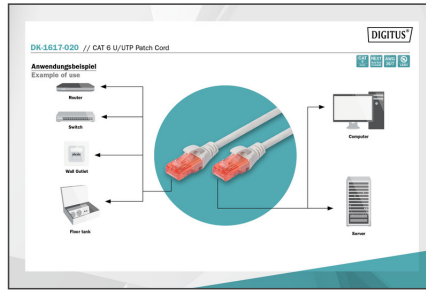 DIGITUS®
DK-1617-020 // CAT 6 U/UTP Patch Cord
Anwendungsbeispiel
Example of use
CAT
Router
Switch
Wall Outlet
Floor tank
Computer
Server